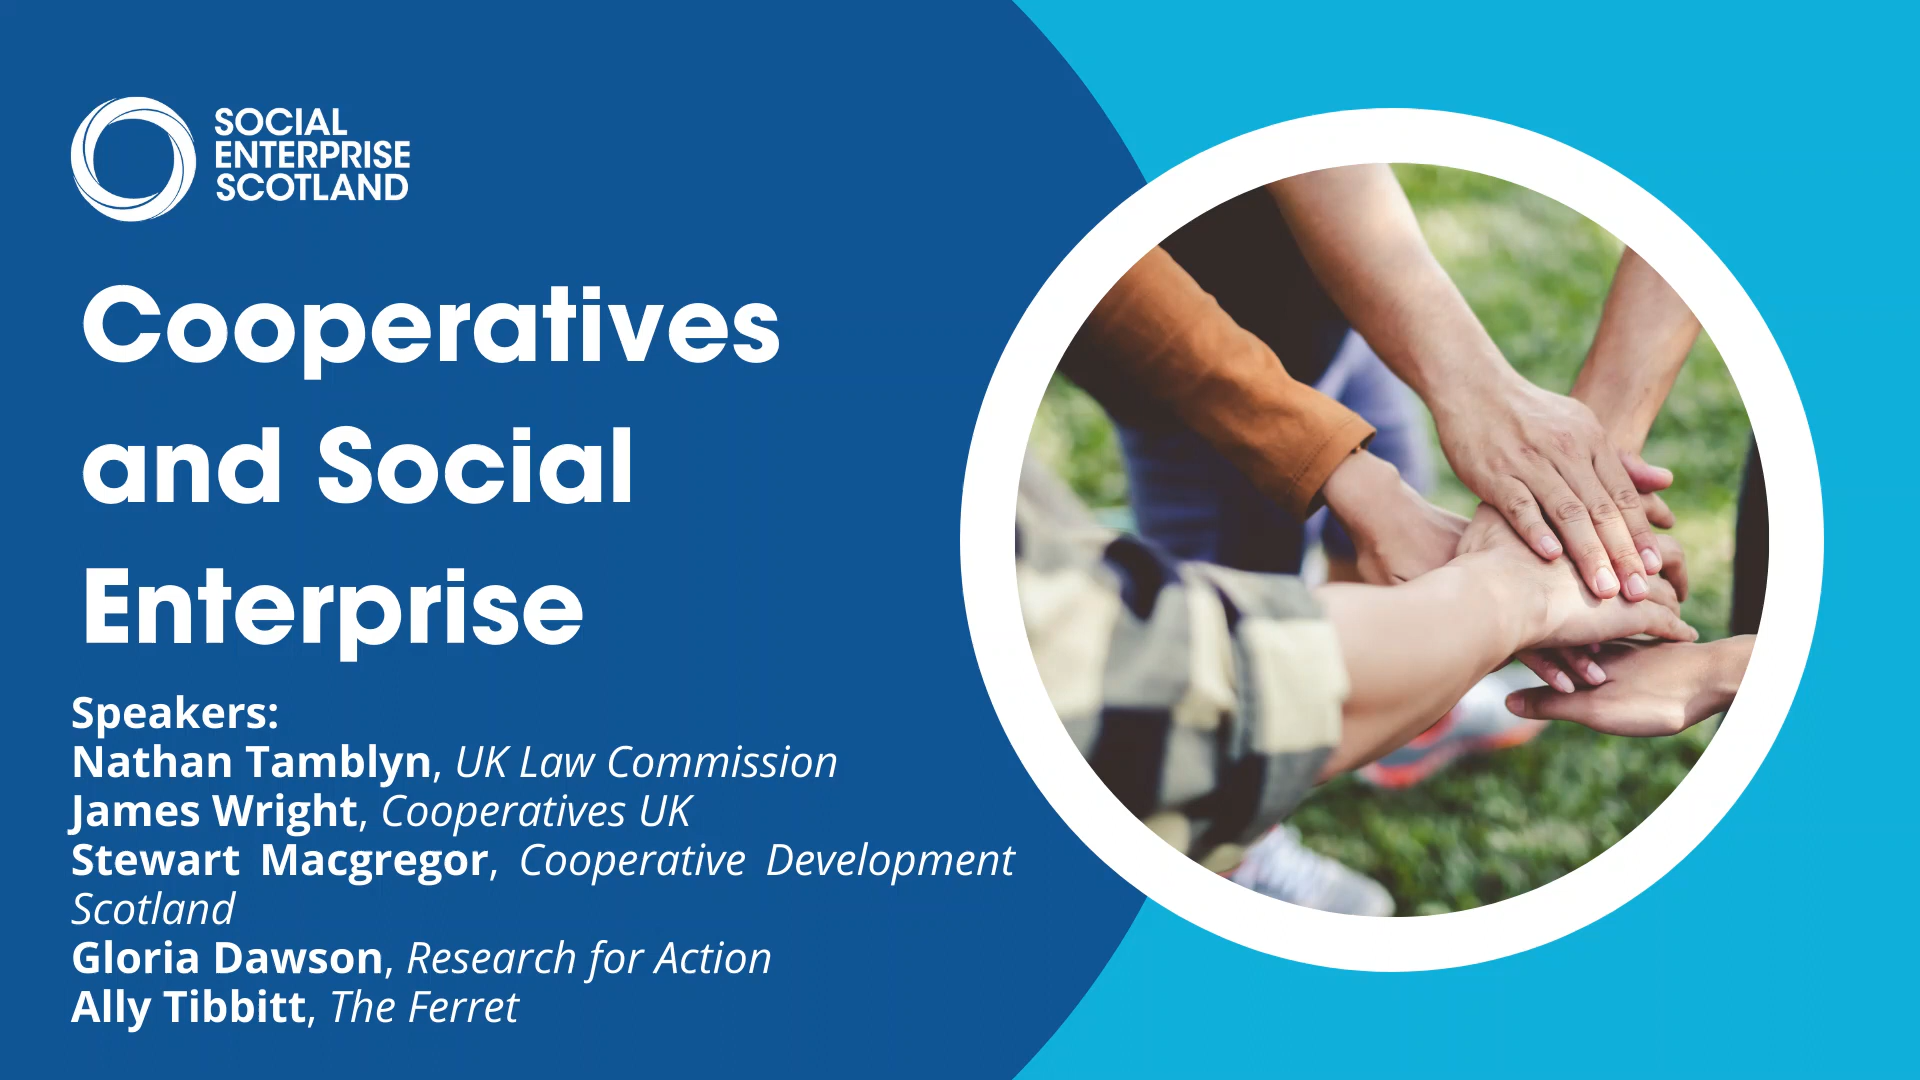 SOCIAL
ENTERPRISE
SCOTLAND
Cooperatives
and Social
Enterprise
Speakers:
Nathan Tamblyn, UK Law Commission
James Wright, Cooperatives UK
Stewart Macgregor, Cooperative Development
Scotland
Gloria Dawson, Research for Action
Ally Tibbitt, The Ferret